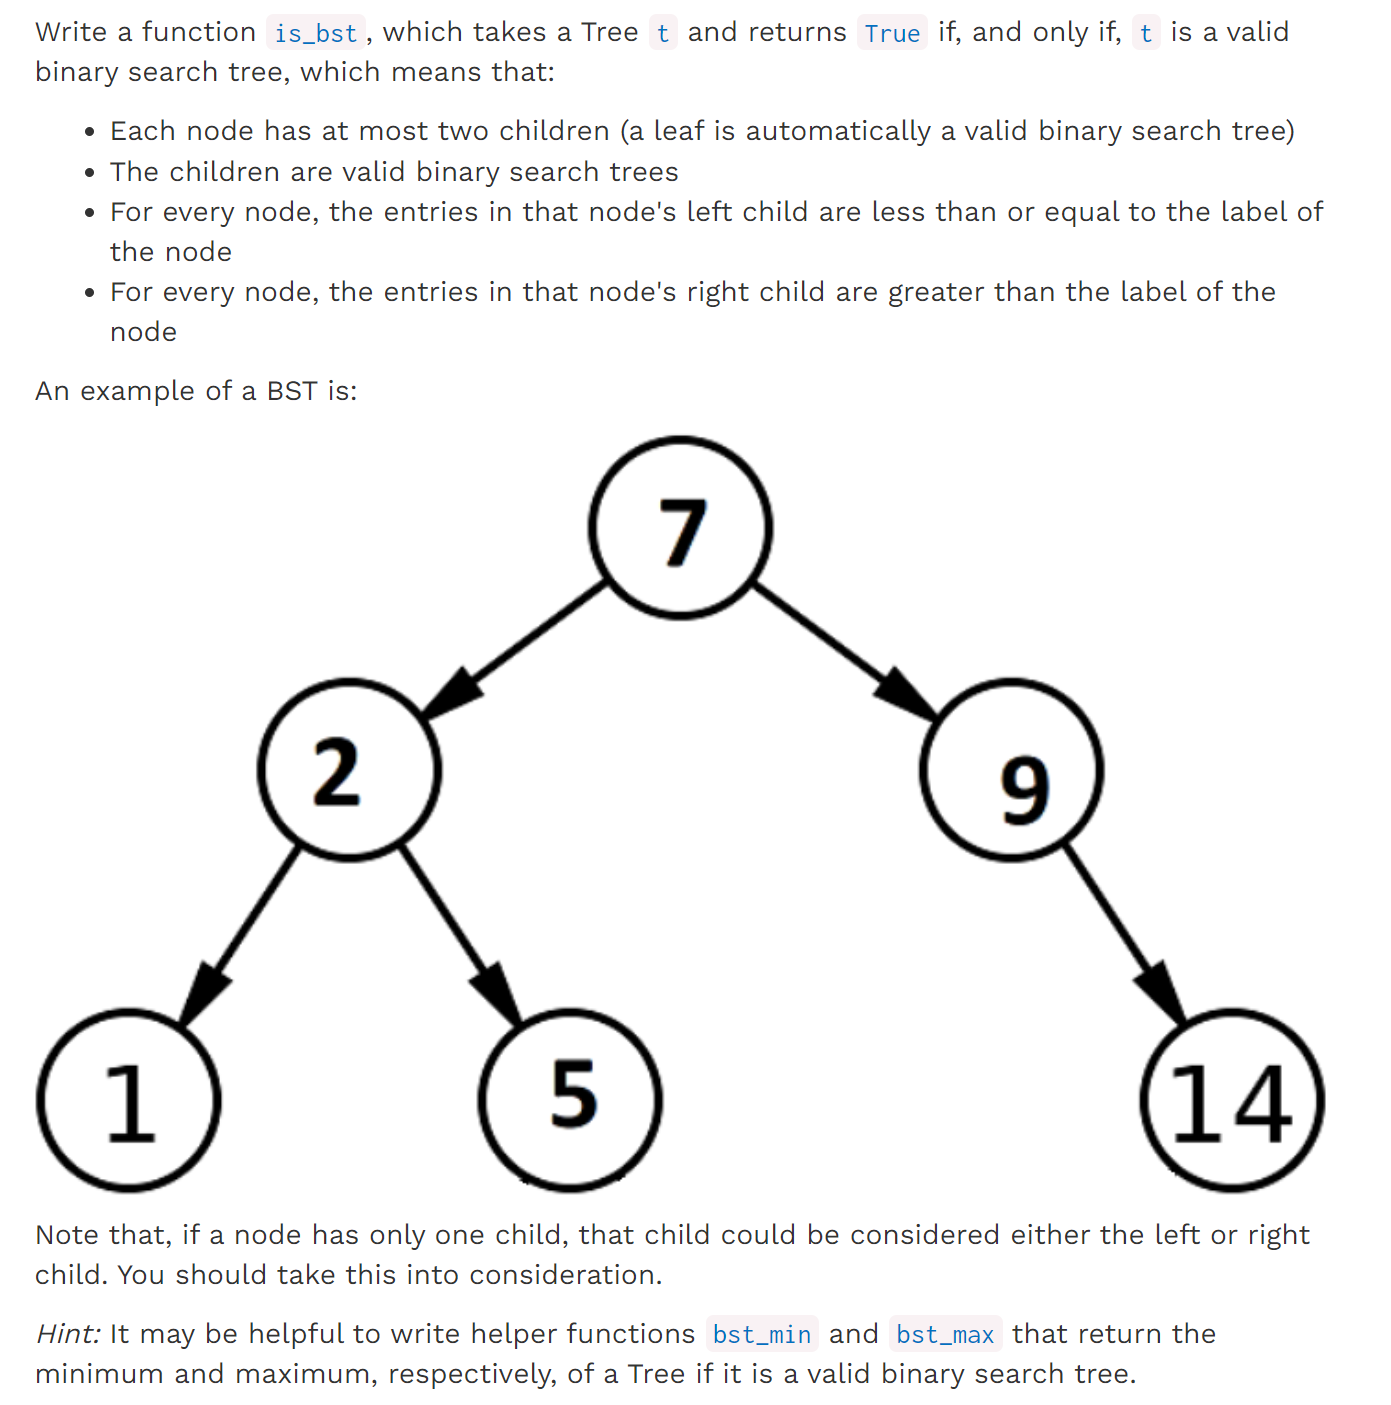 Write a function is_bst, which takes a Tree t and returns True if, and only if, t is a valid
binary search tree, which means that:
• Each node has at most two children (a leaf is automatically a valid binary search tree)
• The children are valid binary search trees
• For every node, the entries in that node's left child are less than or equal to the label of
the node
• For every node, the entries in that node's right child are greater than the label of the
node
An example of a BST is:
7
2
9
1
5
14
Note that, if a node has only one child, that child could be considered either the left or right
child. You should take this into consideration.
Hint: It may be helpful to write helper functions bst_min and bst_max that return the
minimum and maximum, respectively, of a Tree if it is a valid binary search tree.